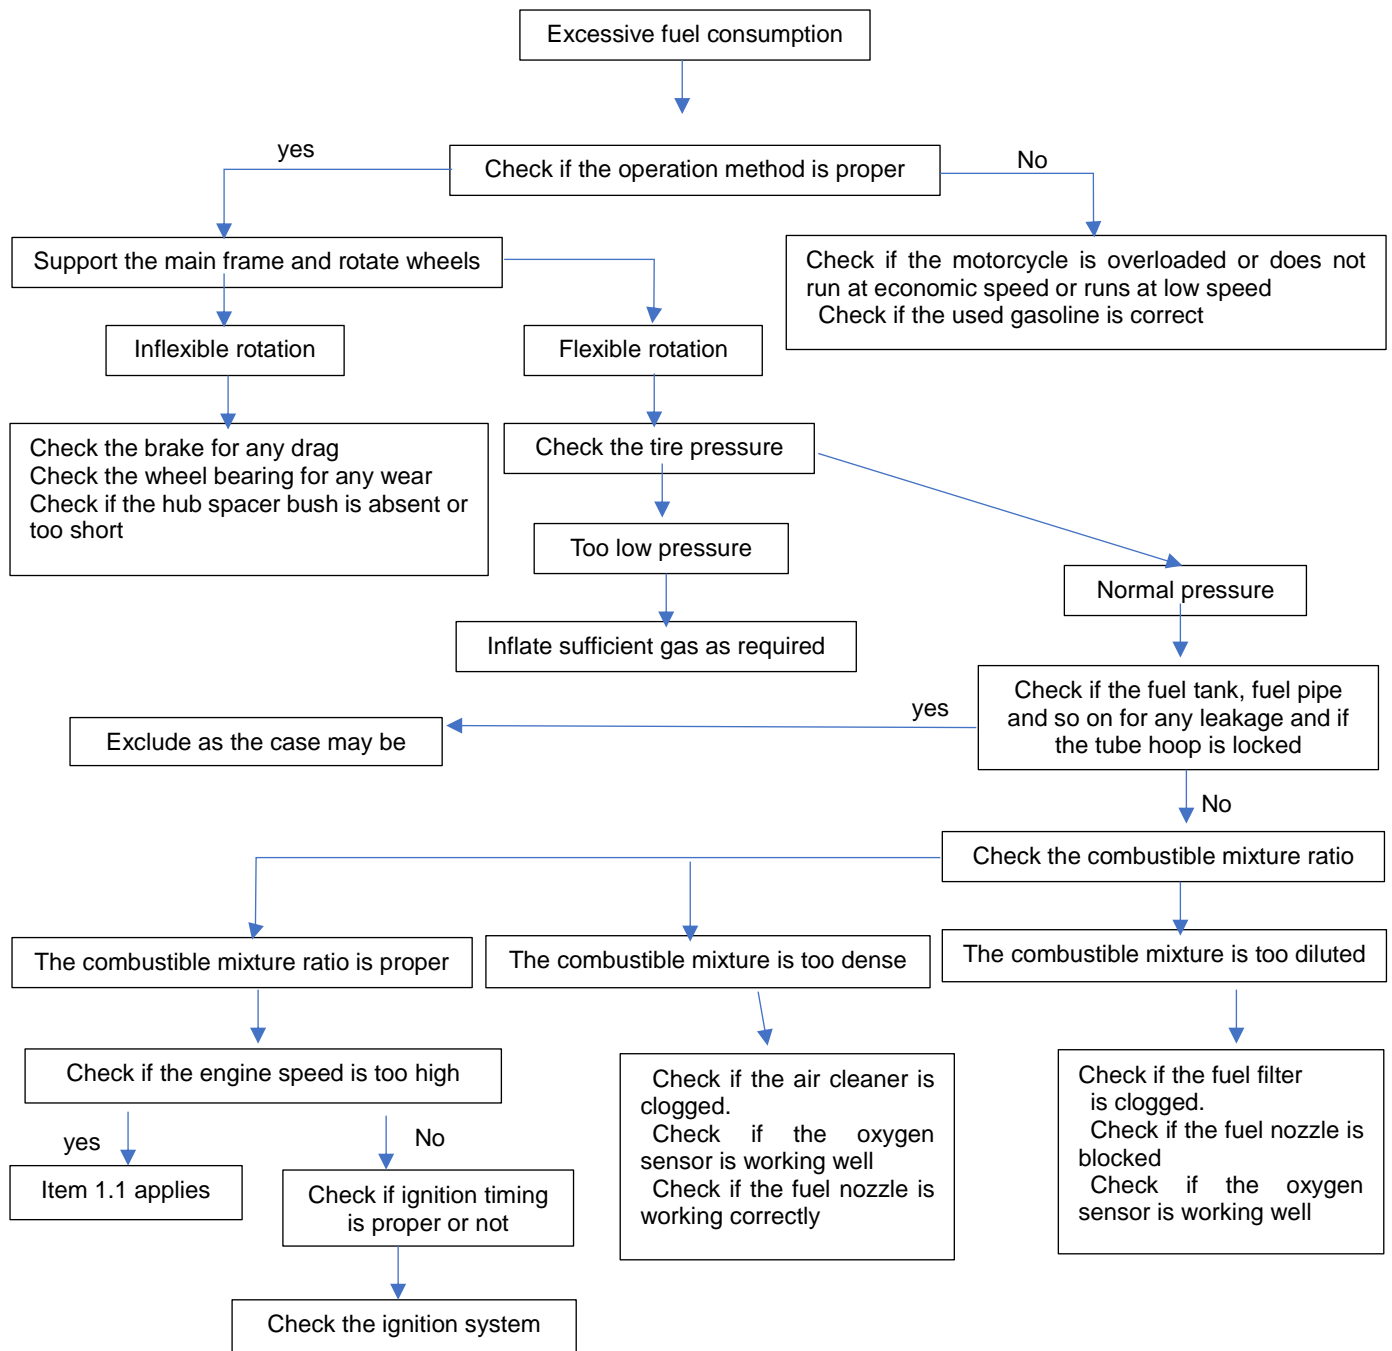 Excessive fuel consumption
yes
Check if the operation method is proper
No
Support the main frame and rotate wheels
Check if the motorcycle is overloaded or does not
run at economic speed or runs at low speed
Check if the used gasoline is correct
Inflexible rotation
Flexible rotation
Check the brake for any drag
Check the wheel bearing for any wear
Check if the hub spacer bush is absent or
too short
Check the tire pressure
Too low pressure
Normal pressure
Inflate sufficient gas as required
Check if the fuel tank, fuel pipe
and so on for any leakage and if
the tube hoop is locked
yes
Exclude as the case may be
No
Check the combustible mixture ratio
The combustible mixture ratio is proper
The combustible mixture is too dense
The combustible mixture is too diluted
Check if the engine speed is too high
Check if the air cleaner is
clogged.
Check if the oxygen
sensor is working well
Check if the fuel nozzle is
working correctly
Check if the fuel filter
is clogged.
Check if the fuel nozzle is
blocked
Check if the oxygen
sensor is working well
yes
No
Item 1.1 applies
Check if ignition timing
is proper or not
Check the ignition system